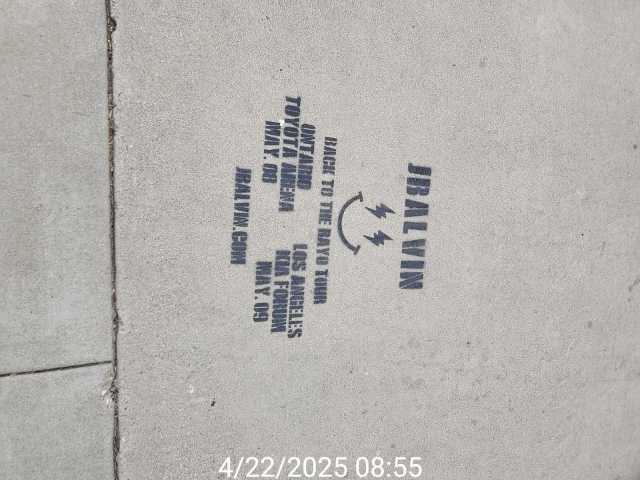 JBALVIN
BACK TO THE RAYO TOUR
ONTARIO
TOYOTA ARENA
MAY. 08
LOS ANGELES
KIA FORUM
MAY. 09
JBALVIN.COM
4/22/2025 08:55